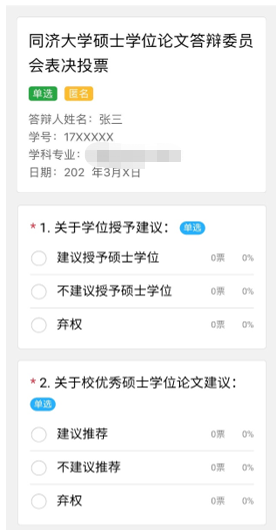 同济大学硕士学位论文答辩委员
会表决投票
单选 匿名
答辩人姓名：张三
学号：17XXXXX
学科专业：
日期：202 年3月X日
* 1. 关于学位授予建议： 单选
建议授予硕士学位 0票 0%
不建议授予硕士学位 0票 0%
弃权 0票 0%
* 2. 关于校优秀硕士学位论文建议：
单选
建议推荐 0票 0%
不建议推荐 0票 0%
弃权 0票 0%